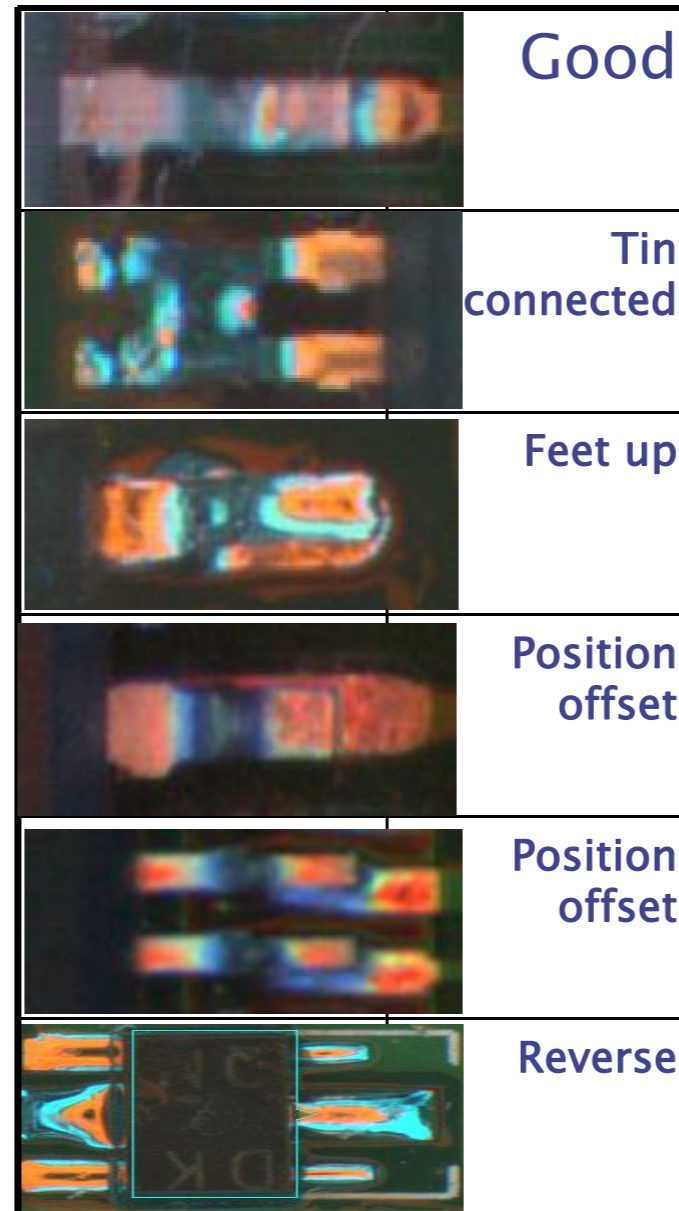 Good
Tin
connected
Feet up
Position
offset
Position
offset
Reverse